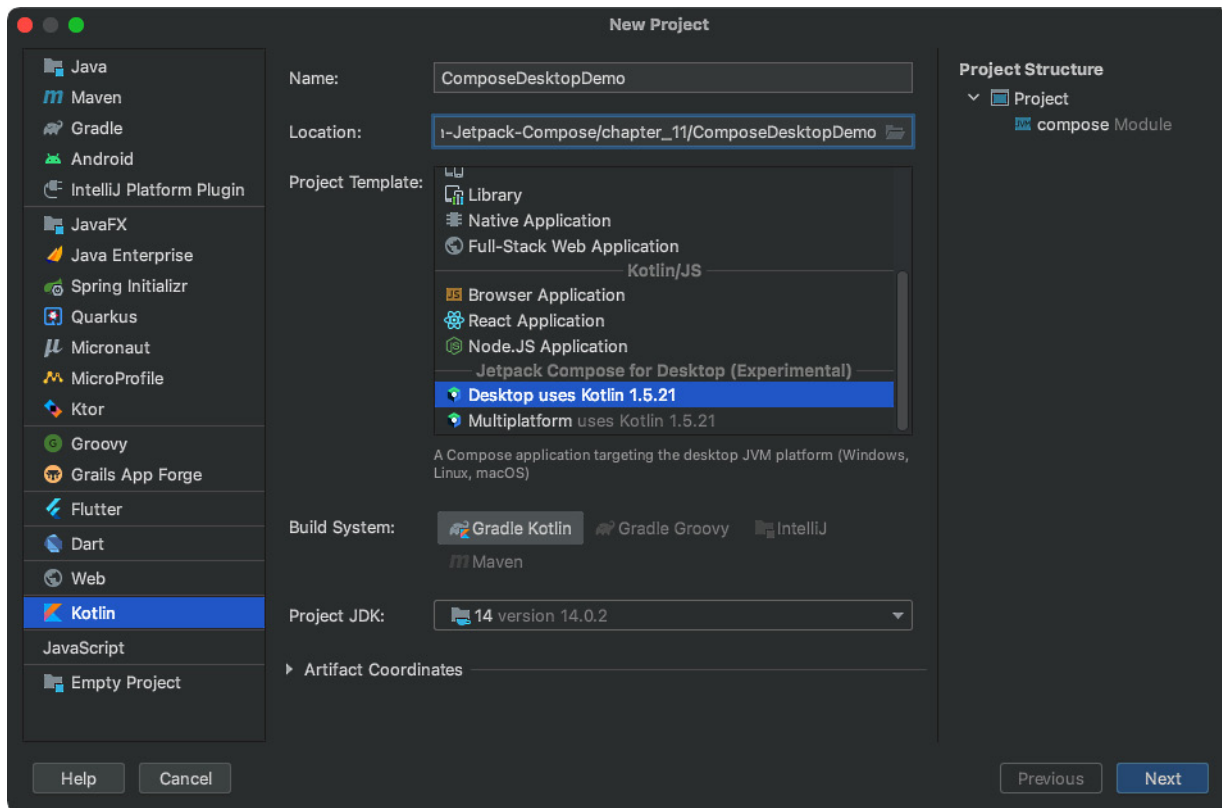 New Project
Java
Maven
Gradle
Android
IntelliJ Platform Plugin
JavaFX
Java Enterprise
Spring Initializr
Quarkus
Micronaut
MicroProfile
Ktor
Groovy
Grails App Forge
Flutter
Dart
Web
Kotlin
JavaScript
Empty Project
Name: ComposeDesktopDemo
Location: -Jetpack-Compose/chapter_11/ComposeDesktopDemo
Project Template:
Library
Native Application
Full-Stack Web Application
Kotlin/JS
JS Browser Application
React Application
Node.JS Application
Jetpack Compose for Desktop (Experimental)
Desktop uses Kotlin 1.5.21
Multiplatform uses Kotlin 1.5.21
A Compose application targeting the desktop JVM platform (Windows,
Linux, macOS)
Build System: Gradle Kotlin Gradle Groovy IntelliJ
Maven
Project JDK: 14 version 14.0.2
Artifact Coordinates
Project Structure
Project
compose Module
Help Cancel Previous Next